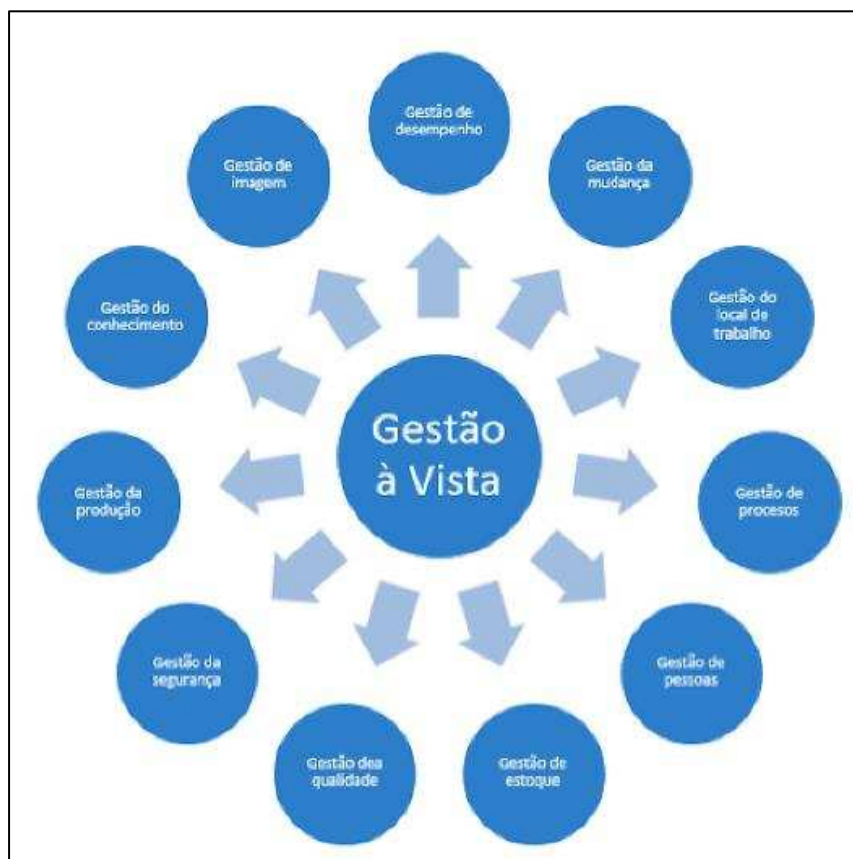 Gestão de
desempenho
Gestão da
mudança
Gestão do
local de
trabalho
Gestão de
procesos
Gestão de
pessoas
Gestão de
estoque
Gestão dea
qualidade
Gestão da
segurança
Gestão da
produção
Gestão do
conhecimento
Gestão de
imagem
Gestão
à Vista